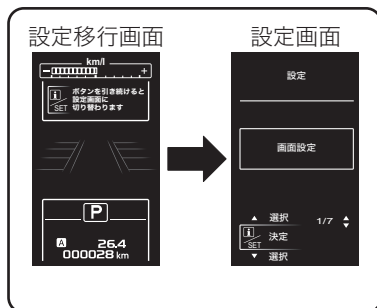 設定移行画面
km/l
− +
i SET
ボタンを引き続けると
設定画面に
切り替わります
P
A 26.4
000028 km
設定画面
設定
画面設定
▲ 選択 1/7
i SET 決定
▼ 選択